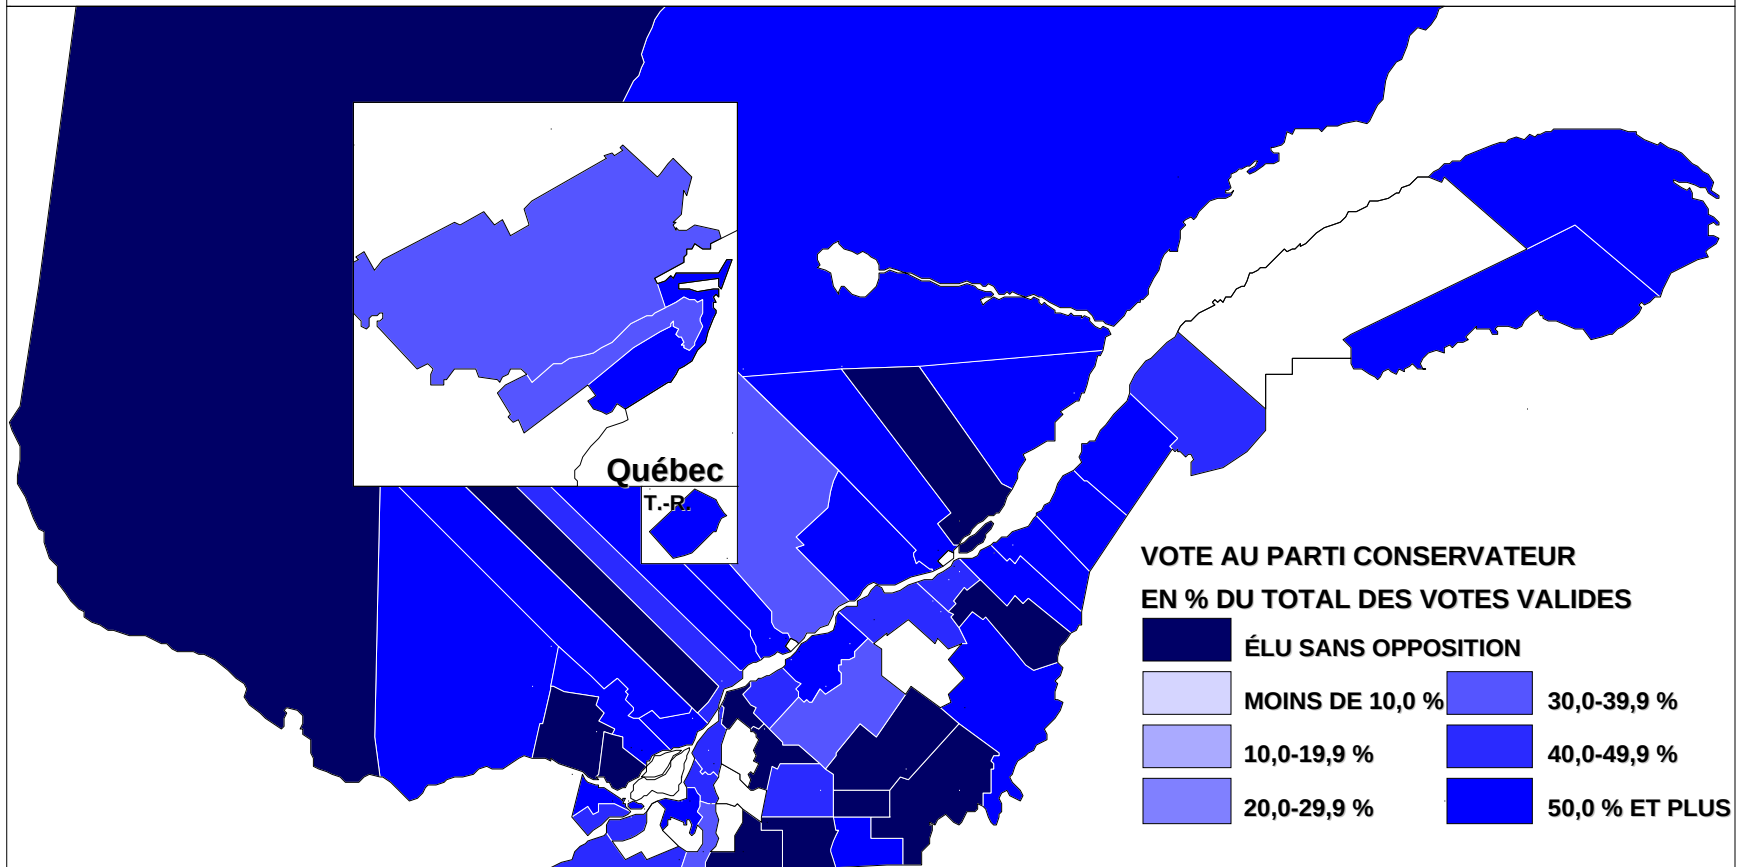 Québec
T.-R.
VOTE AU PARTI CONSERVATEUR
EN % DU TOTAL DES VOTES VALIDES
ÉLU SANS OPPOSITION
MOINS DE 10,0 %
30,0-39,9 %
10,0-19,9 %
40,0-49,9 %
20,0-29,9 %
50,0 % ET PLUS